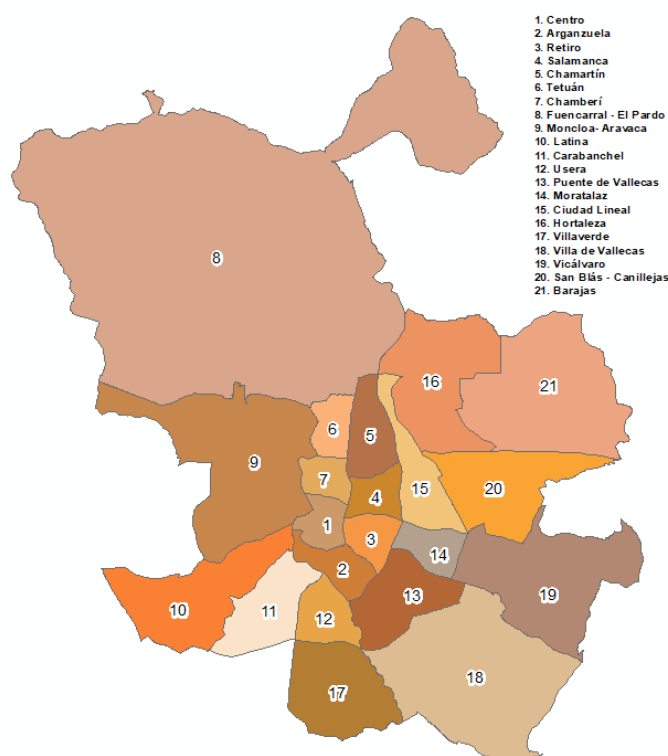 1. Centro
2. Arganzuela
3. Retiro
4. Salamanca
5. Chamartín
6. Tetuán
7. Chamberí
8. Fuencarral - El Pardo
9. Moncloa- Aravaca
10. Latina
11. Carabanchel
12. Usera
13. Puente de Vallecas
14. Moratalaz
15. Ciudad Lineal
16. Hortaleza
17. Villaverde
18. Villa de Vallecas
19. Vicálvaro
20. San Blás - Canillejas
21. Barajas
8
16
21
6
5
9
7
15
20
4
1
3
14
2
19
13
10
11
12
18
17